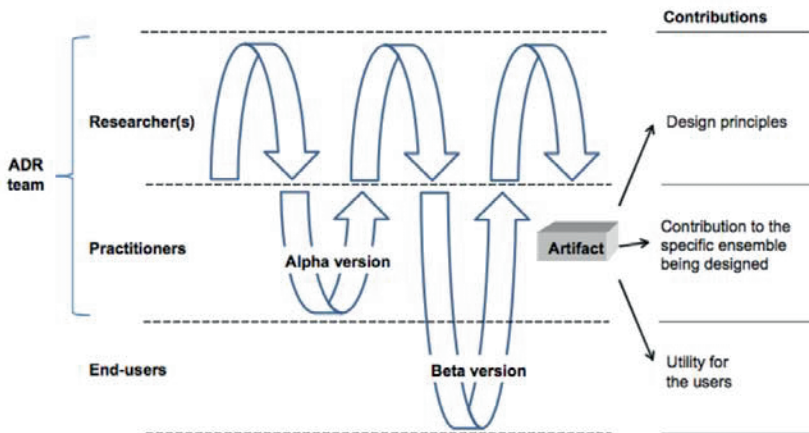 Contributions
Researcher(s)
Design principles
ADR
team
Practitioners
Alpha version
Artifact
Contribution to the
specific ensemble
being designed
End-users
Beta version
Utility for
the users